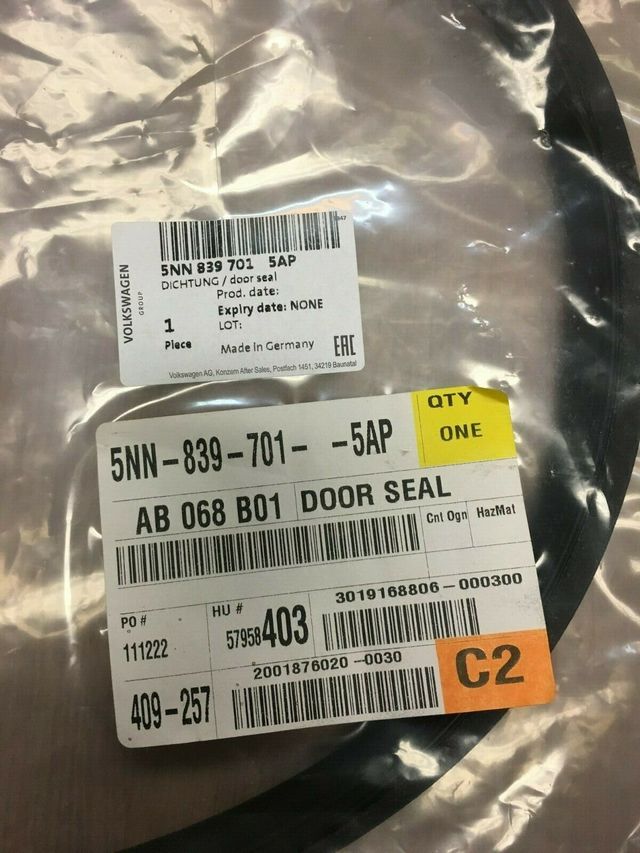 5NN 839 701 5AP
DICHTUNG / door seal
Prod. date:
Expiry date: NONE
LOT:
1
Piece
Made in Germany
EAC
VOLKSWAGEN
GROUP
Volkswagen AG, Konzern After Sales, Postfach 1451, 34219 Baunatal
5NN-839-701- -5AP
QTY
ONE
AB 068 B01
DOOR SEAL
Cnt Ogn
HazMat
PO #
111222
HU #
57958403
3019168806-000300
409-257
2001876020-0030
C2